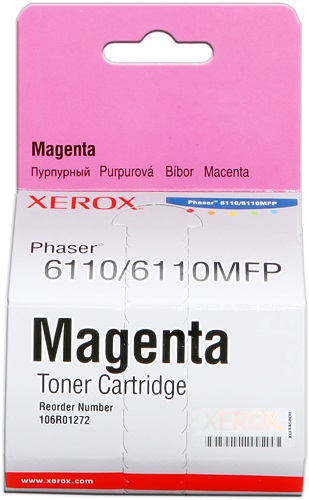 Magenta
Пурпурный Purpurová Bíbor Macenta
XEROX
Phaser® 6110/6110MFP
Phaser®
6110/6110MFP
Magenta
Toner Cartridge
Reorder Number
106R01272
XEROX
www.xerox.com